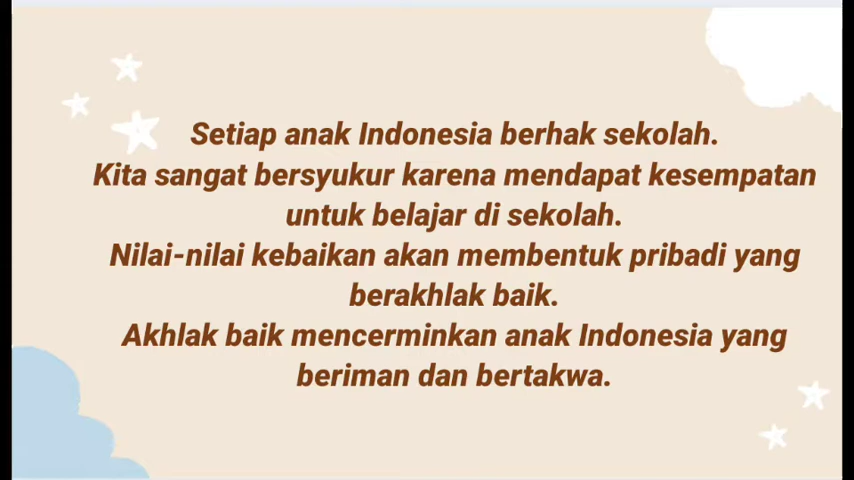 Setiap anak Indonesia berhak sekolah.
Kita sangat bersyukur karena mendapat kesempatan
untuk belajar di sekolah.
Nilai-nilai kebaikan akan membentuk pribadi yang
berakhlak baik.
Akhlak baik mencerminkan anak Indonesia yang
beriman dan bertakwa.